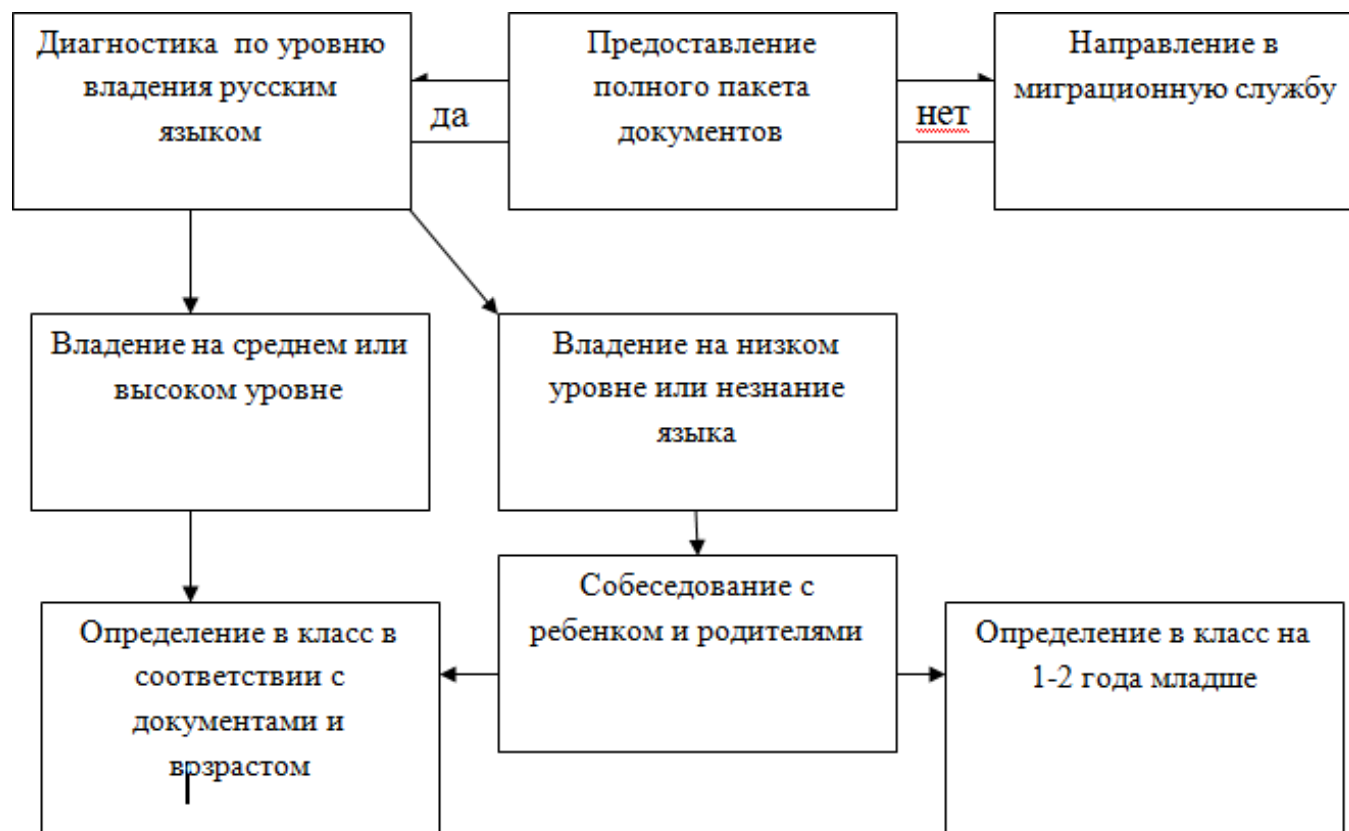 Диагностика по уровню
владения русским
языком
да
Предоставление
полного пакета
документов
нет
Направление в
миграционную службу
Владение на среднем или
высоком уровне
Владение на низком
уровне или незнание
языка
Определение в класс в
соответствии с
документами и
врзрастом
Собеседование с
ребенком и родителями
Определение в класс на
1-2 года младше